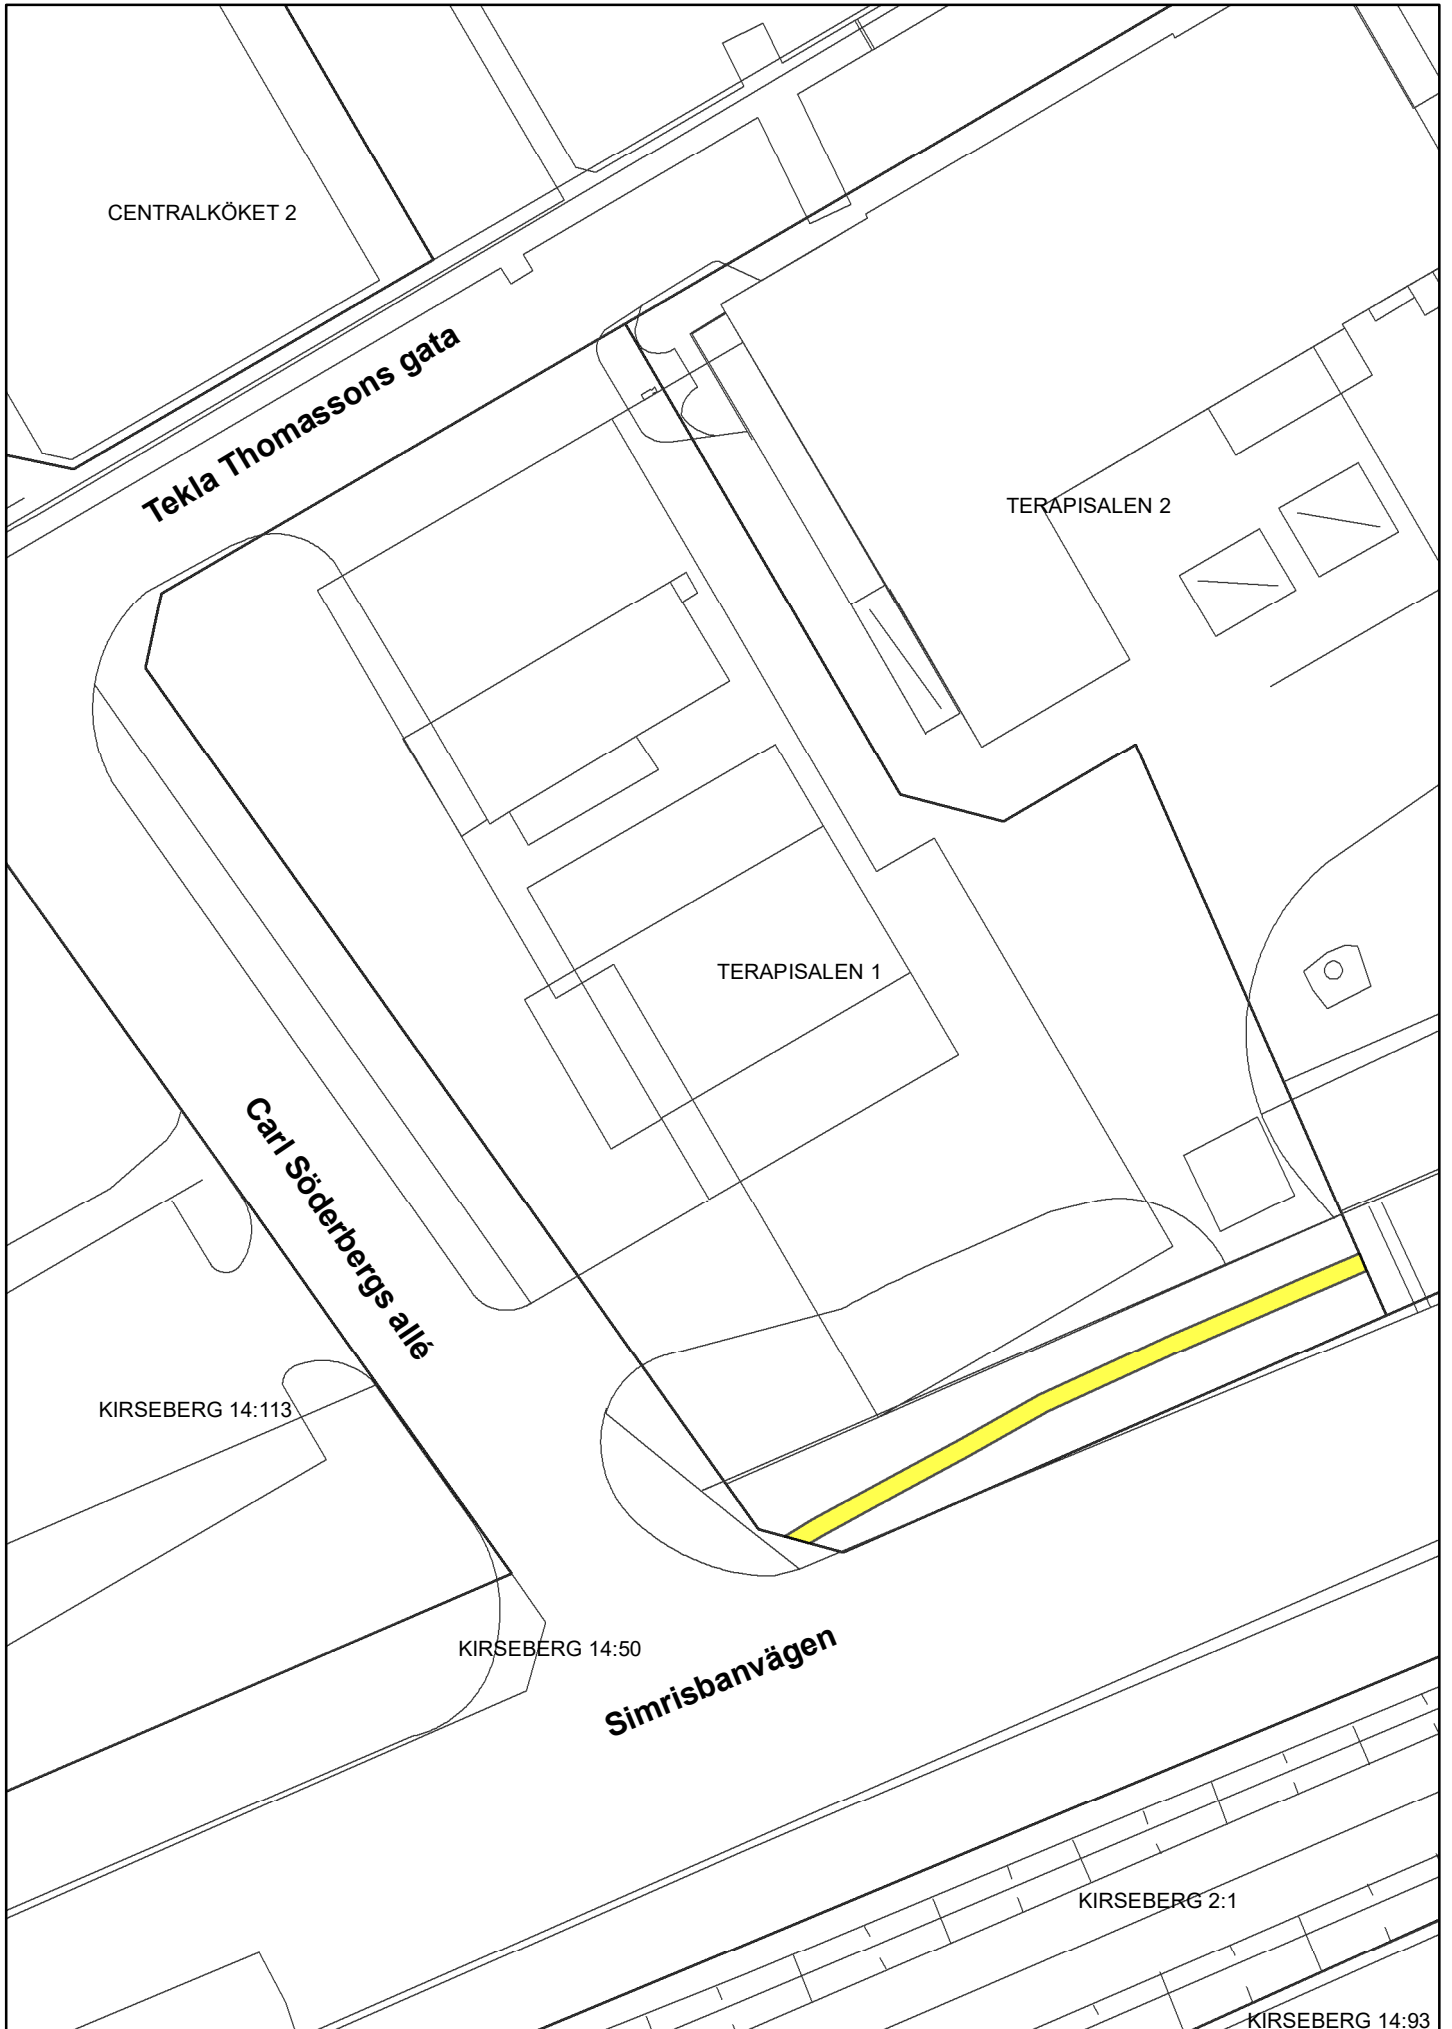 CENTRALKÖKET 2
Tekla Thomassons gata
TERAPISALEN 2
TERAPISALEN 1
Carl Söderbergs allé
KIRSEBERG 14:113
KIRSEBERG 14:50
Simrisbanvägen
KIRSEBERG 2:1
KIRSEBERG 14:93